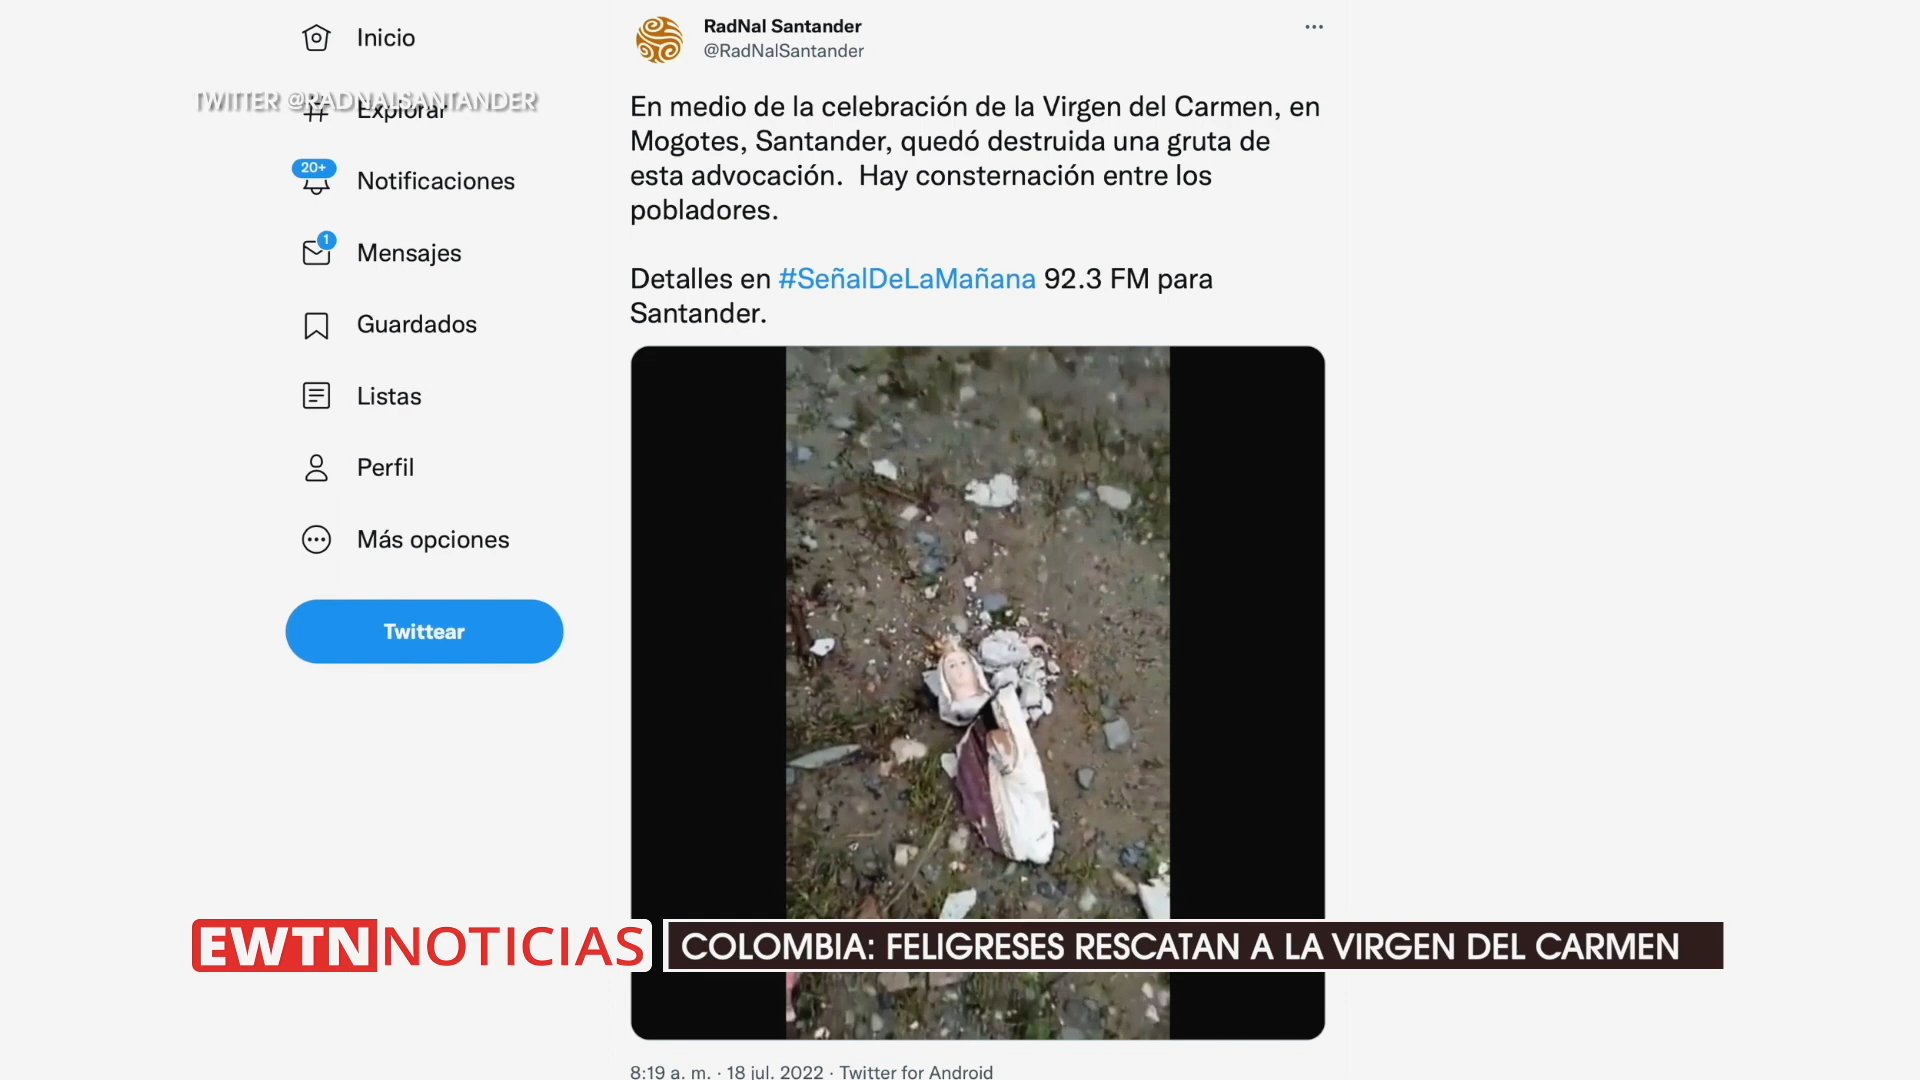 Inicio
TWITTER @RADNALSANTANDER
Explorar
20+
Notificaciones
1
Mensajes
Guardados
Listas
Perfil
Más opciones
Twittear
RadNal Santander
@RadNalSantander
En medio de la celebración de la Virgen del Carmen, en
Mogotes, Santander, quedó destruida una gruta de
esta advocación.  Hay consternación entre los
pobladores.
Detalles en #SeñalDeLaMañana 92.3 FM para
Santander.
EWTN NOTICIAS
COLOMBIA: FELIGRESES RESCATAN A LA VIRGEN DEL CARMEN
8:19 a. m. · 18 jul. 2022 · Twitter for Android